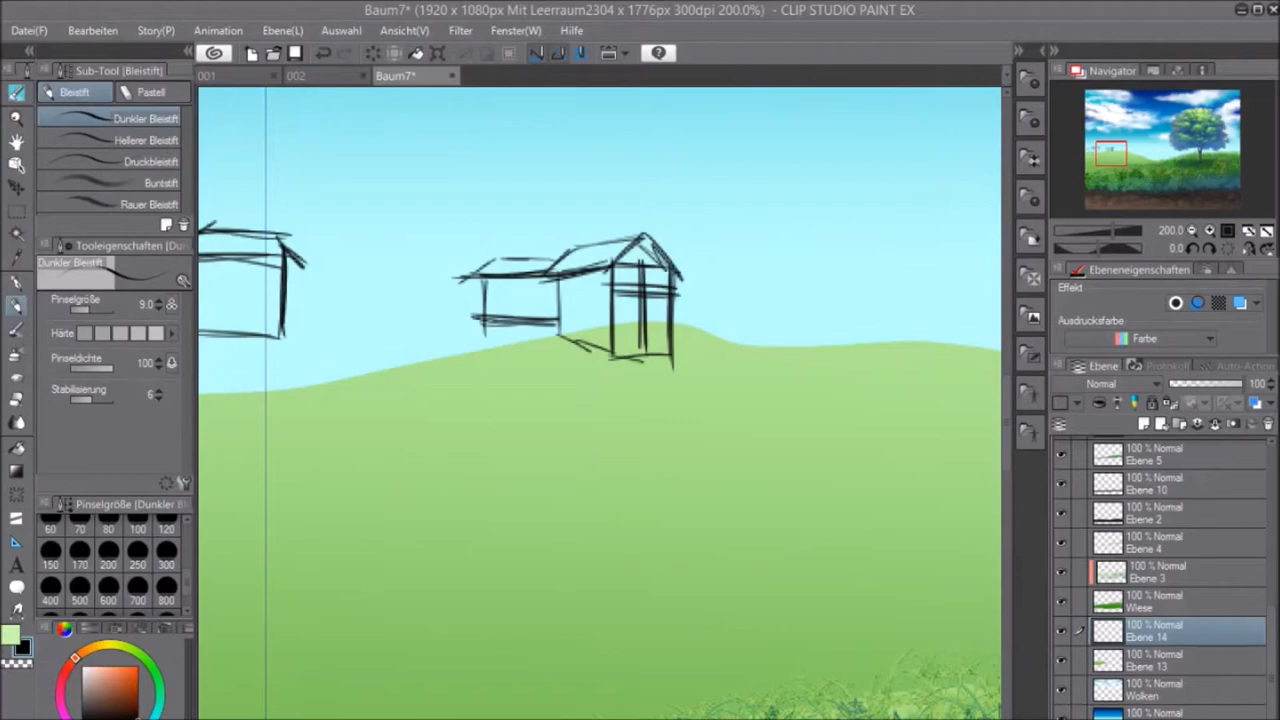 Baum7* (1920 x 1080px Mit Leerraum2304 x 1776px 300dpi 200.0%) - CLIP STUDIO PAINT EX
Datei(F) Bearbeiten Story(P) Animation Ebene(L) Auswahl Ansicht(V) Filter Fenster(W) Hilfe
Sub-Tool [Bleistift]
001 002 Baum7*
Navigator
Bleistift Pastell
Dunkler Bleistift
Hellerer Bleistift
Druckbleistift
Buntstift
Rauer Bleistift
200.0
0.0
Tooleigenschaften [Du
Dunkler Bleistift
Ebeneneigenschaften
Effekt
Pinselgröße 9.0
Härte
Ausdrucksfarbe
Farbe
Pinseldichte 100
Stabilisierung 6
Ebene Protokoll Auto-Action
Normal 100
100 % Normal
Ebene 5
100 % Normal
Ebene 10
100 % Normal
Ebene 2
100 % Normal
Ebene 4
100 % Normal
Ebene 3
100 % Normal
Wiese
100 % Normal
Ebene 14
100 % Normal
Ebene 13
100 % Normal
Wolken
100 % Normal
Pinselgröße [Dunkler Bl
60 70 80 100 120
150 170 200 250 300
400 500 600 700 800
A